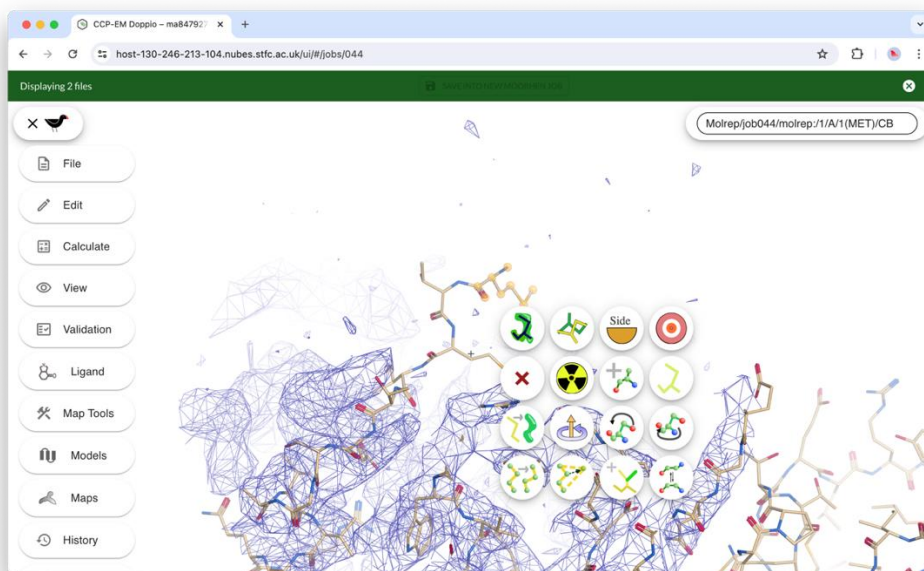 CCP-EM Doppio – ma847927
host-130-246-213-104.nubes.stfc.ac.uk/ui/#/jobs/044
Displaying 2 files
Molrep/job044/molrep:/1/A/1(MET)/CB
File
Edit
Calculate
View
Validation
Ligand
Map Tools
Models
Maps
History
Side